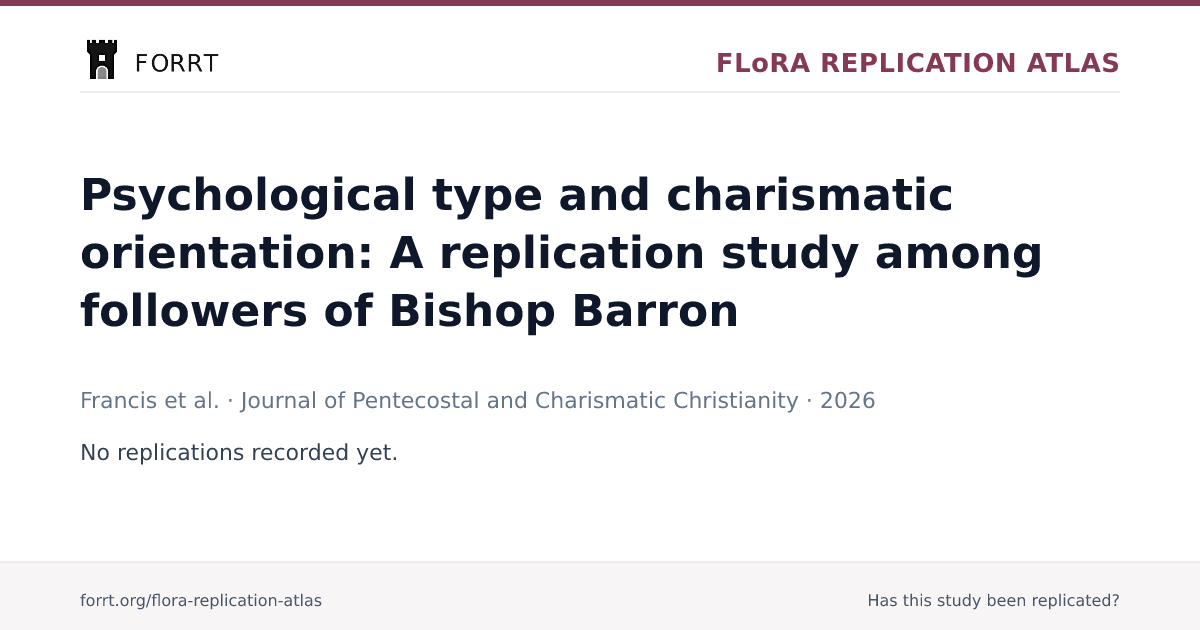 FORRT
FLoRA REPLICATION ATLAS
Psychological type and charismatic
orientation: A replication study among
followers of Bishop Barron
Francis et al. · Journal of Pentecostal and Charismatic Christianity · 2026
No replications recorded yet.
forrt.org/flora-replication-atlas
Has this study been replicated?